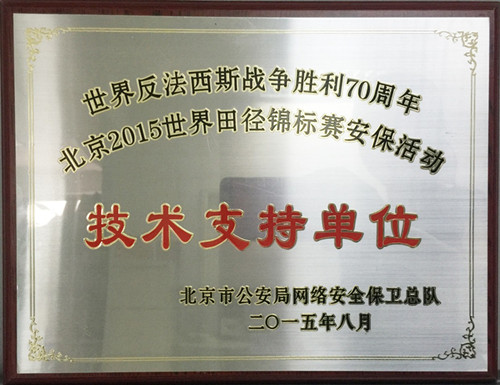 世界反法西斯战争胜利70周年
北京2015世界田径锦标赛安保活动
技术支持单位
北京市公安局网络安全保卫总队
二〇一五年八月